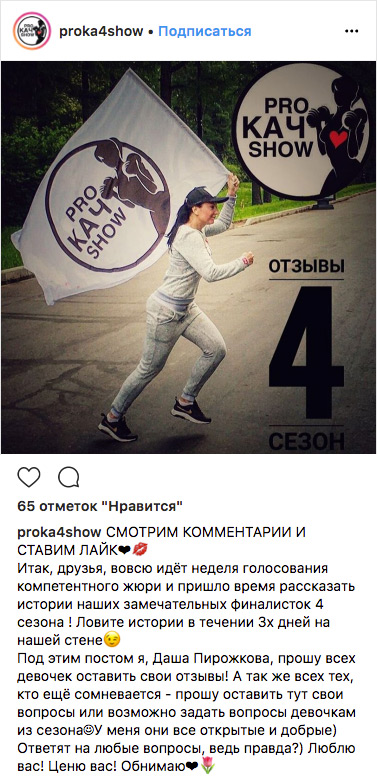 proka4show • Подписаться
PRO
КАЧ
SHOW
PRO
КАЧ
SHOW
PRO
КАЧ
SHOW
ОТЗЫВЫ
4
СЕЗОН
65 отметок "Нравится"
proka4show СМОТРИМ КОММЕНТАРИИ И
СТАВИМ ЛАЙК❤💋
Итак, друзья, вовсю идёт неделя голосования
компетентного жюри и пришло время рассказать
истории наших замечательных финалисток 4
сезона ! Ловите истории в течении 3х дней на
нашей стене😉
Под этим постом я, Даша Пирожкова, прошу всех
девочек оставить свои отзывы! А так же всех тех,
кто ещё сомневается - прошу оставить тут свои
вопросы или возможно задать вопросы девочкам
из сезона☺У меня они все открытые и добрые)
Ответят на любые вопросы, ведь правда?) Люблю
вас! Ценю вас! Обнимаю❤🌷